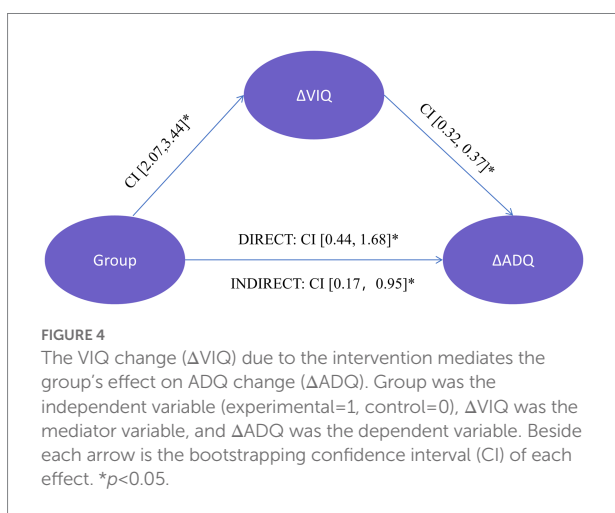 ΔVIQ
CI [2.07,3.44]*
CI [0.32, 0.37]*
Group
DIRECT: CI [0.44, 1.68]*
ΔADQ
INDIRECT: CI [0.17, 0.95]*
FIGURE 4
The VIQ change (ΔVIQ) due to the intervention mediates the
group's effect on ADQ change (ΔADQ). Group was the
independent variable (experimental=1, control=0), ΔVIQ was the
mediator variable, and ΔADQ was the dependent variable. Beside
each arrow is the bootstrapping confidence interval (CI) of each
effect. *p<0.05.